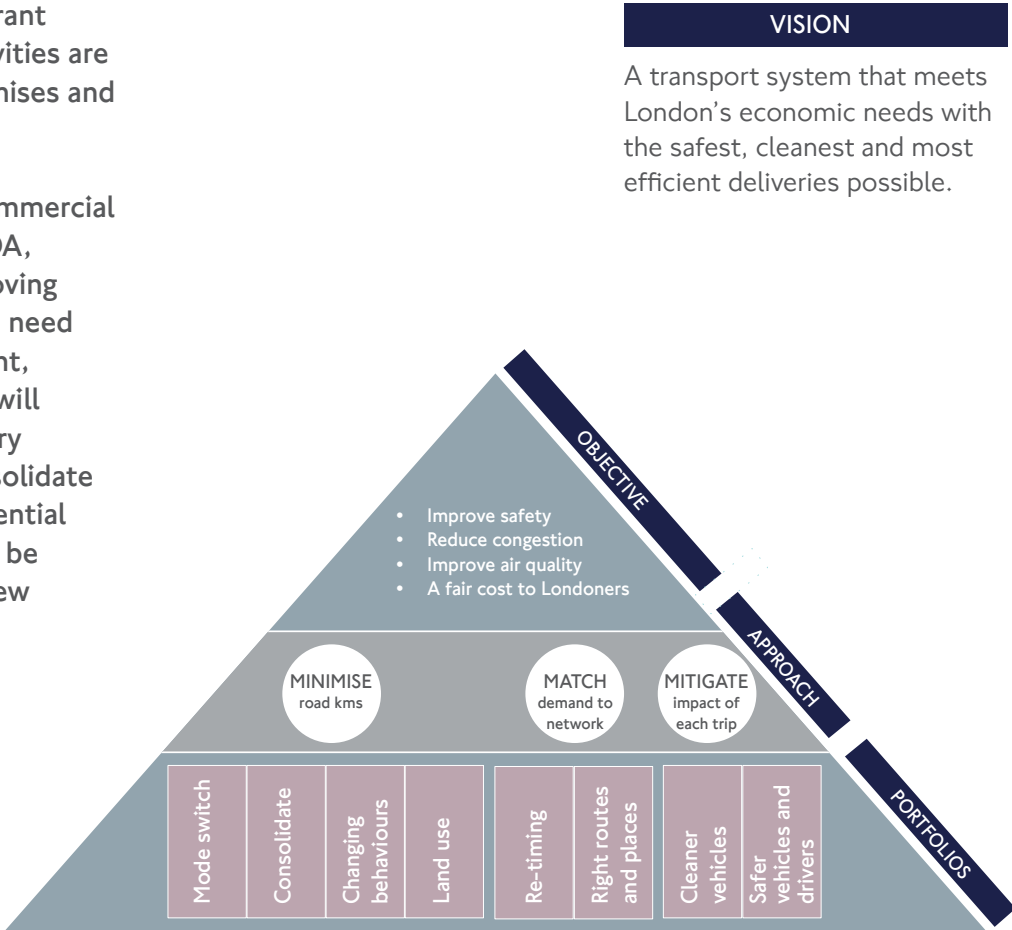 rant
vities are
nises and
mmercial
DA,
oving
need
nt,
will
ry
solidate
ential
be
ew
VISION
A transport system that meets
London's economic needs with
the safest, cleanest and most
efficient deliveries possible.
OBJECTIVE
• Improve safety
• Reduce congestion
• Improve air quality
• A fair cost to Londoners
APPROACH
MINIMISE
road kms
MATCH
demand to
network
MITIGATE
impact of
each trip
PORTFOLIOS
Mode switch
Consolidate
Changing
behaviours
Land use
Re-timing
Right routes
and places
Cleaner
vehicles
Safer
vehicles and
drivers